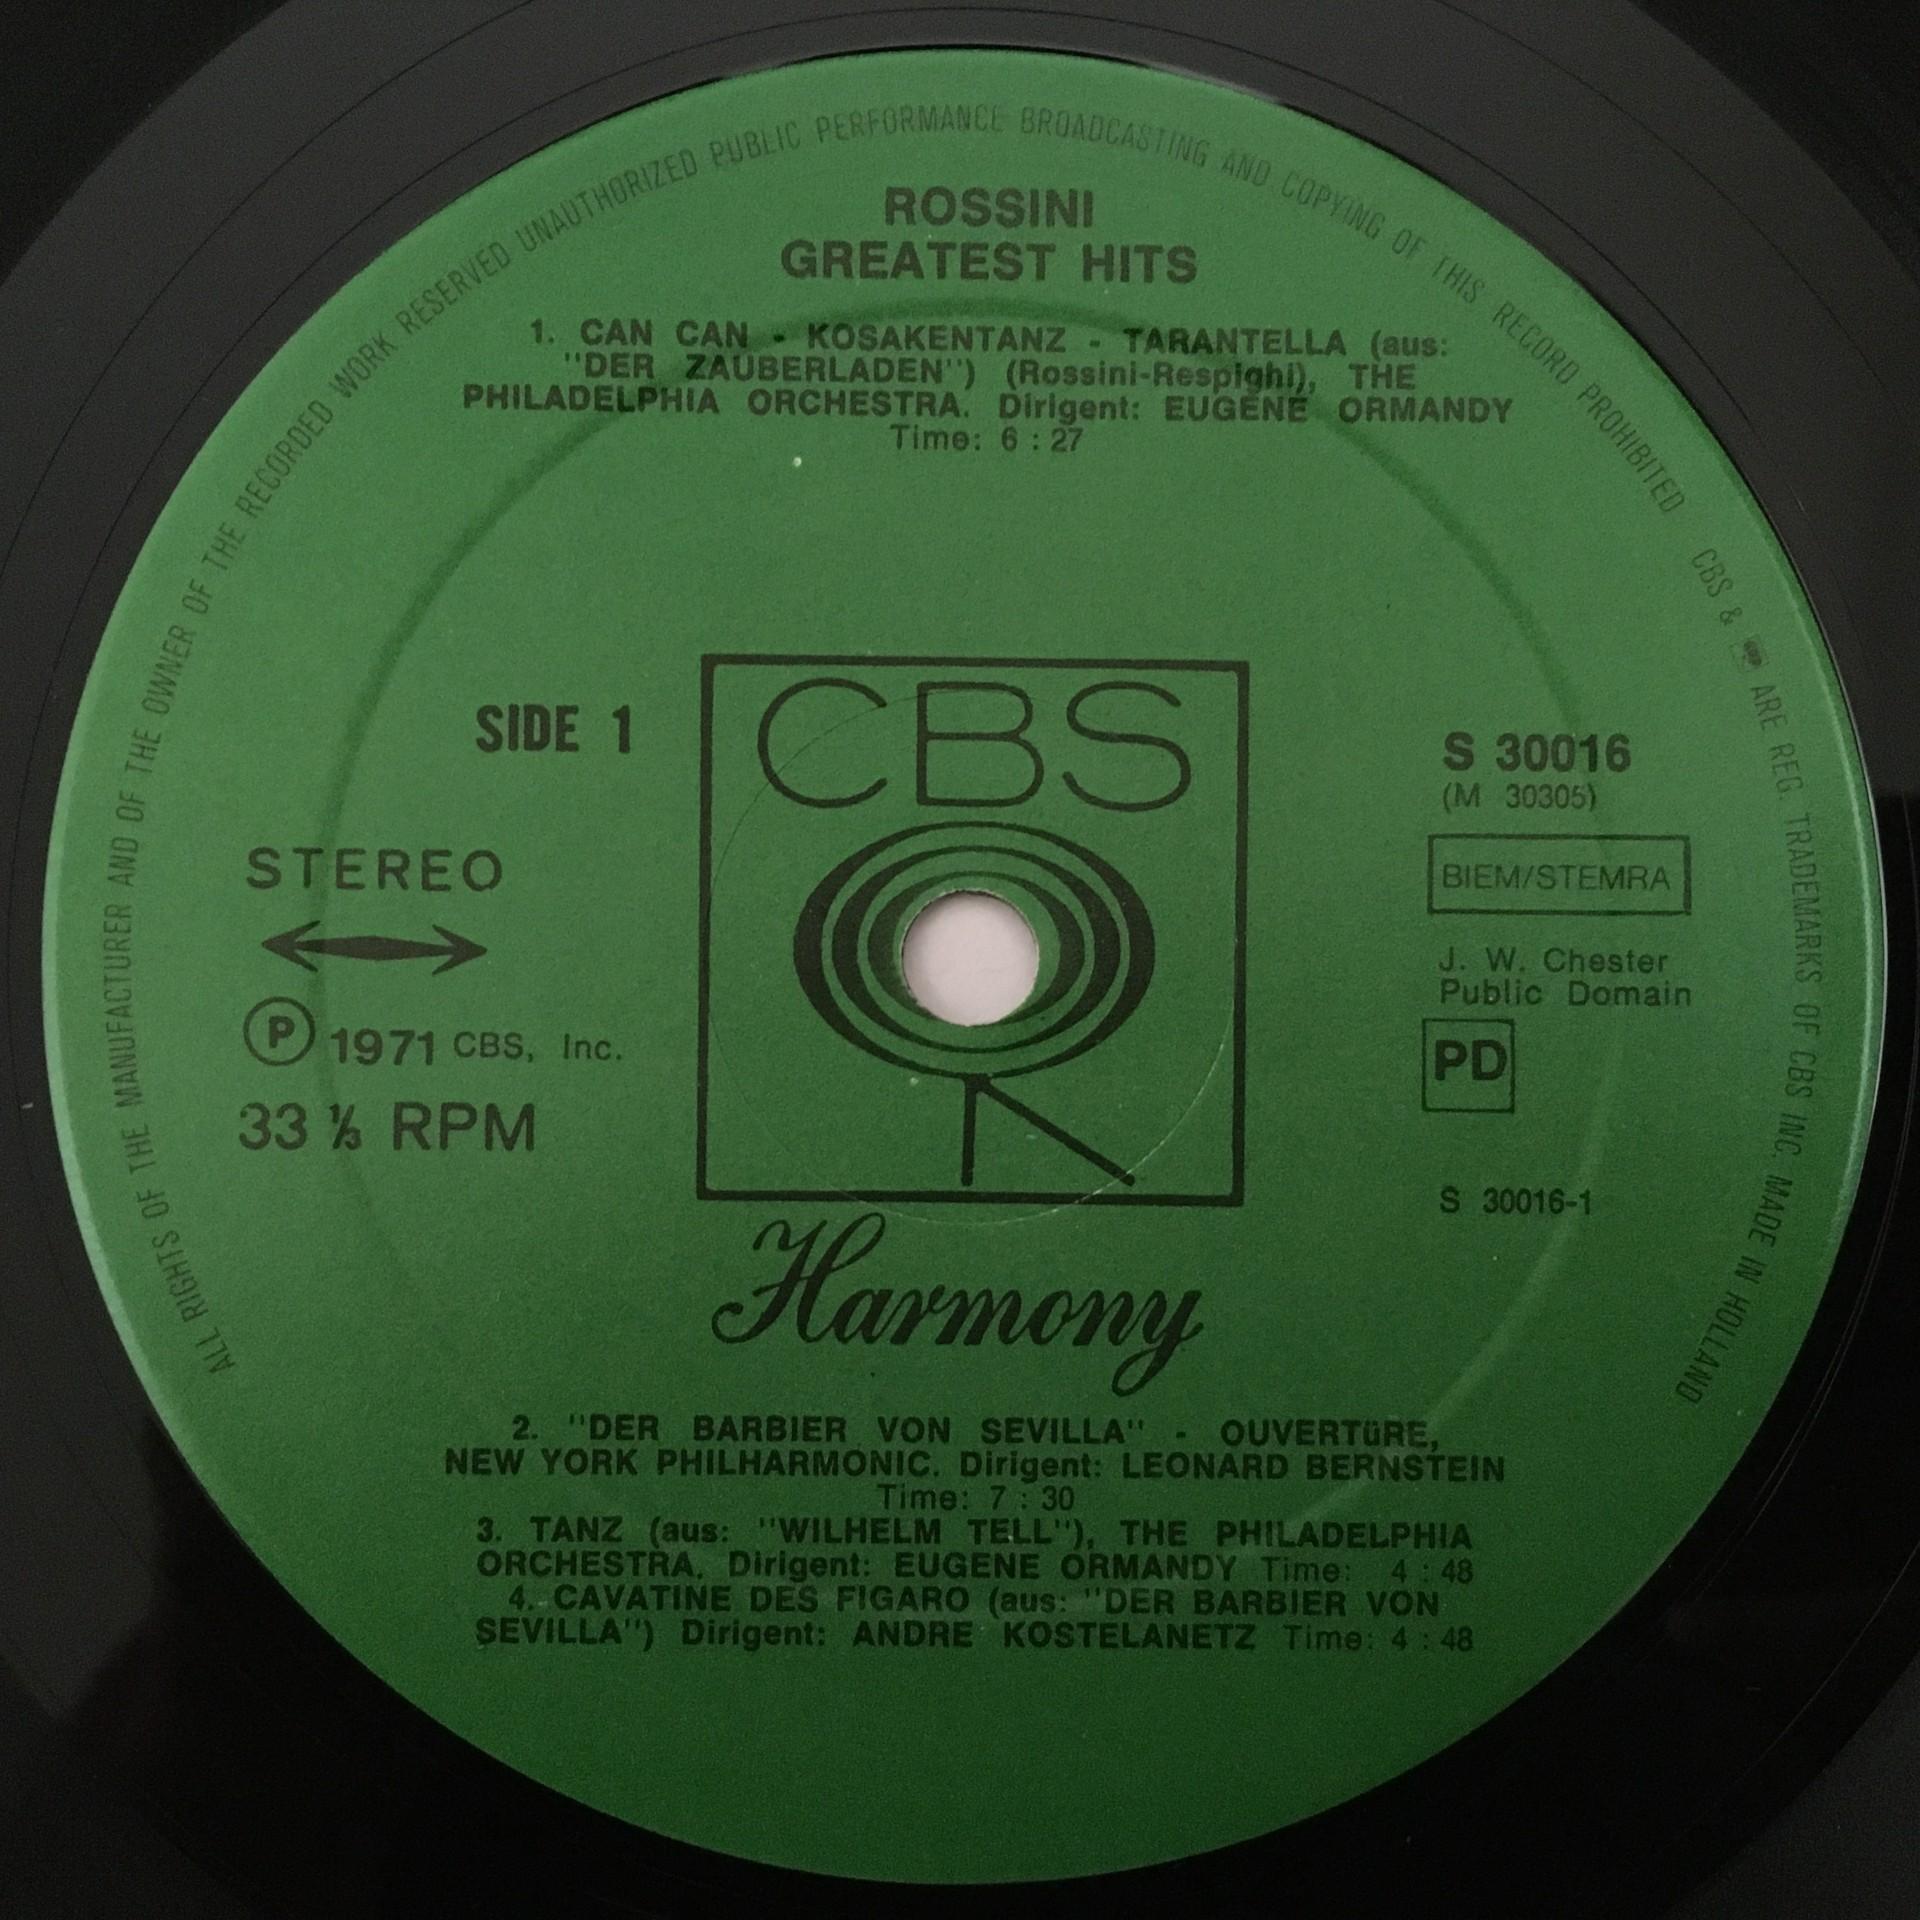 ALL RIGHTS OF THE MANUFACTURER AND OF THE OWNER OF THE RECORDED WORK RESERVED UNAUTHORIZED PUBLIC PERFORMANCE BROADCASTING AND COPYING OF THIS RECORD PROHIBITED
CBS & ARE REG. TRADEMARKS OF CBS INC. MADE IN HOLLAND
ROSSINI
GREATEST HITS
1. CAN CAN - KOSAKENTANZ - TARANTELLA (aus:
"DER ZAUBERLADEN") (Rossini-Respighi), THE
PHILADELPHIA ORCHESTRA. Dirigent: EUGENE ORMANDY
Time: 6 : 27
CBS
SIDE 1
STEREO
Ⓟ 1971 CBS, Inc.
33 ⅓ RPM
S 30016
(M 30305)
BIEM/STEMRA
J. W. Chester
Public Domain
PD
S 30016-1
Harmony
2. "DER BARBIER VON SEVILLA" - OUVERTüRE,
NEW YORK PHILHARMONIC. Dirigent: LEONARD BERNSTEIN
Time: 7 : 30
3. TANZ (aus: "WILHELM TELL"), THE PHILADELPHIA
ORCHESTRA. Dirigent: EUGENE ORMANDY Time: 4 : 48
4. CAVATINE DES FIGARO (aus: "DER BARBIER VON
SEVILLA") Dirigent: ANDRE KOSTELANETZ Time: 4 : 48